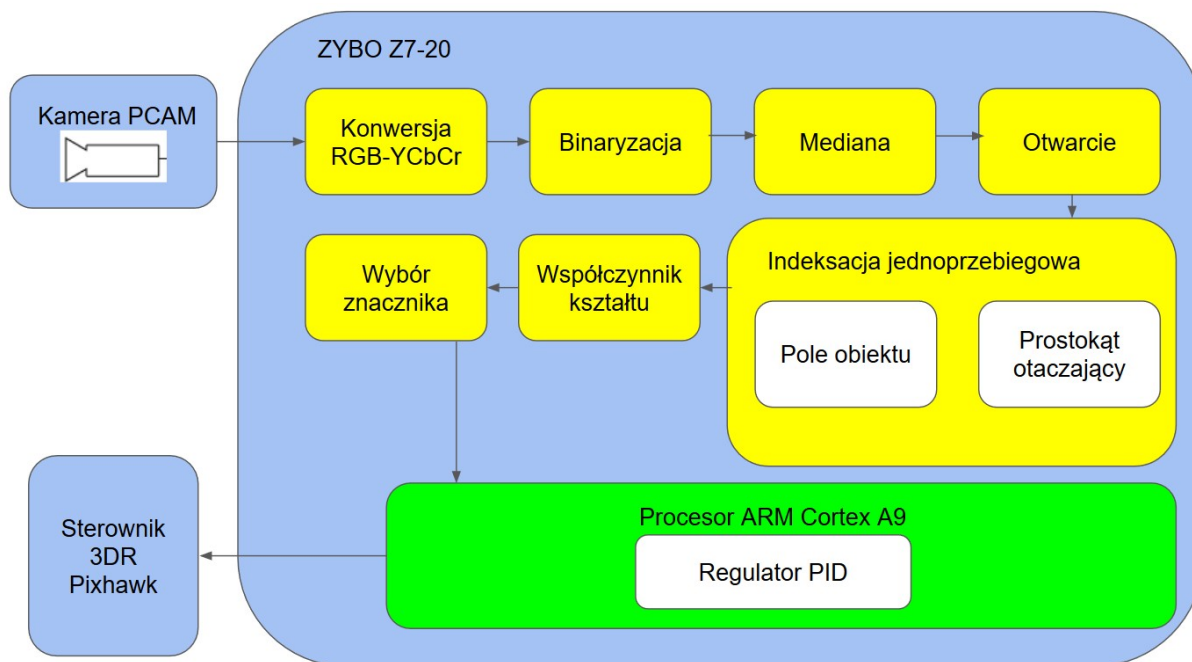 ZYBO Z7-20
Kamera PCAM
Konwersja
RGB-YCbCr
Binaryzacja
Mediana
Otwarcie
Indeksacja jednoprzebiegowa
Pole obiektu
Prostokąt
otaczający
Współczynnik
kształtu
Wybór
znacznika
Procesor ARM Cortex A9
Regulator PID
Sterownik
3DR
Pixhawk